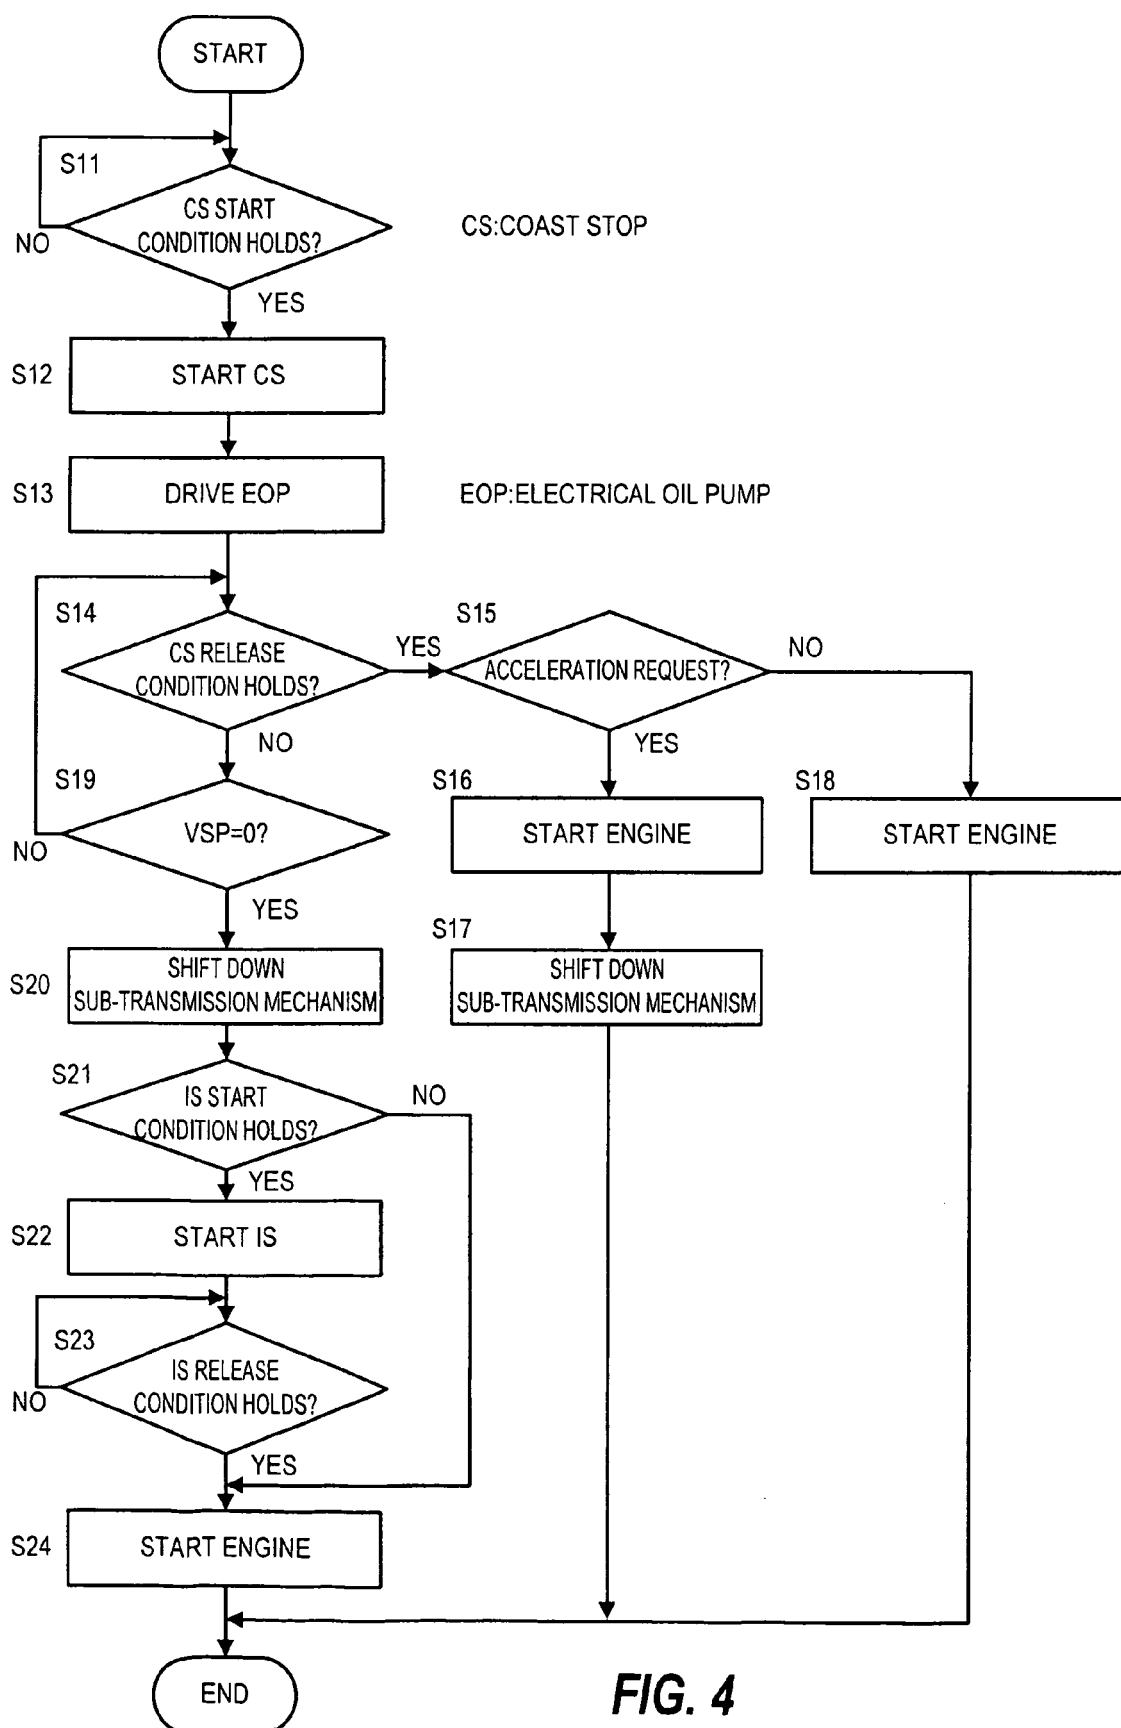 START
S11
CS START
CONDITION HOLDS?
NO
CS:COAST STOP
YES
S12
START CS
S13
DRIVE EOP
EOP:ELECTRICAL OIL PUMP
S14
CS RELEASE
CONDITION HOLDS?
YES
S15
ACCELERATION REQUEST?
NO
NO
YES
S19
VSP=0?
NO
S16
START ENGINE
S18
START ENGINE
YES
S20
SHIFT DOWN
SUB-TRANSMISSION MECHANISM
S17
SHIFT DOWN
SUB-TRANSMISSION MECHANISM
S21
IS START
CONDITION HOLDS?
NO
YES
S22
START IS
S23
IS RELEASE
CONDITION HOLDS?
NO
YES
S24
START ENGINE
END
FIG. 4